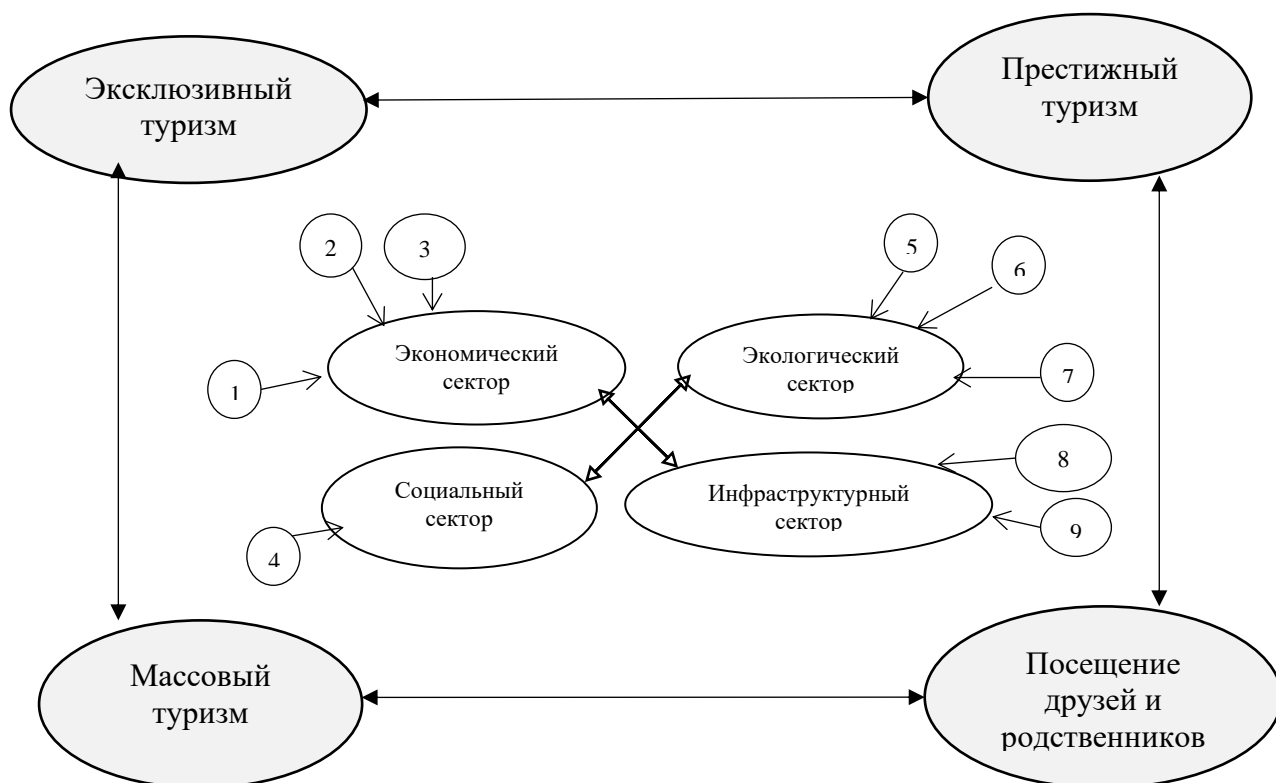 Эксклюзивный
туризм
Престижный
туризм
2
3
5
6
1
Экономический
сектор
Экологический
сектор
7
Социальный
сектор
Инфраструктурный
сектор
8
4
9
Массовый
туризм
Посещение
друзей и
родственников